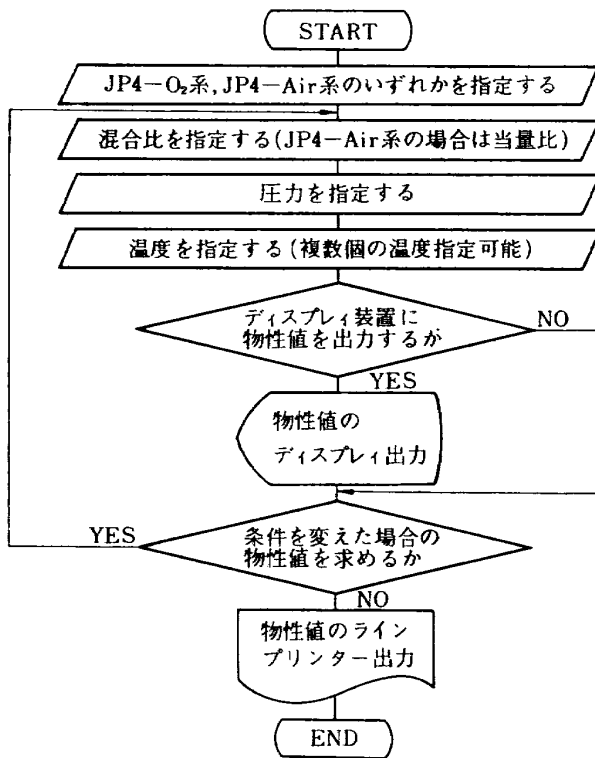 START
JP4-O₂系,JP4-Air系のいずれかを指定する
混合比を指定する(JP4-Air系の場合は当量比)
圧力を指定する
温度を指定する(複数個の温度指定可能)
ディスプレィ装置に
物性値を出力するか
NO
YES
物性値の
ディスプレィ出力
YES
条件を変えた場合の
物性値を求めるか
NO
物性値のライン
プリンター出力
END